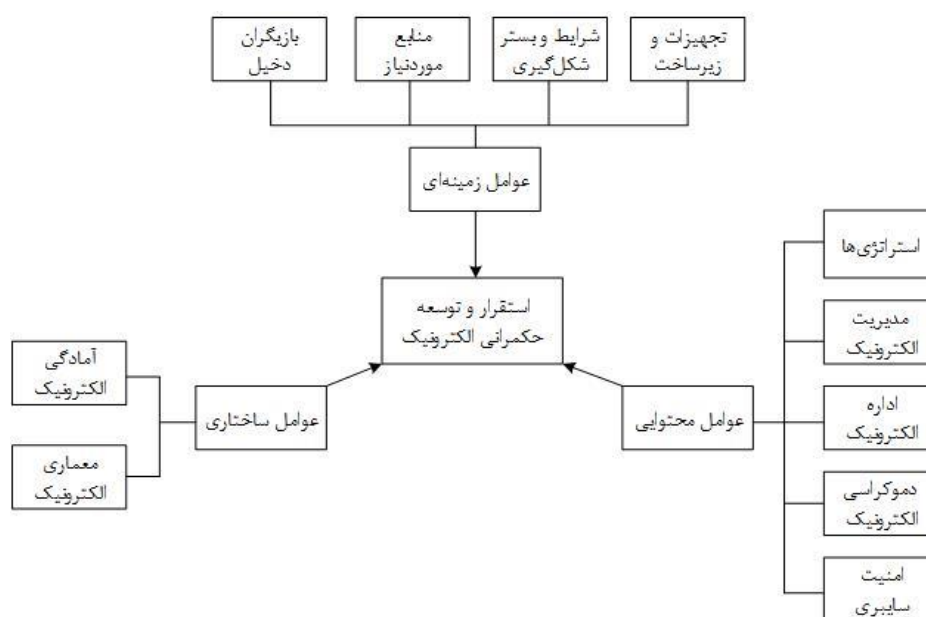 تجهیزات و
زیرساخت
شرایط و بستر
شکل‌گیری
منابع
موردنیاز
بازیگران
دخیل
عوامل زمینه‌ای
استقرار و توسعه
حکمرانی الکترونیک
عوامل محتوایی
استراتژی‌ها
مدیریت
الکترونیک
اداره
الکترونیک
دموکراسی
الکترونیک
امنیت
سایبری
عوامل ساختاری
آمادگی
الکترونیک
معماری
الکترونیک